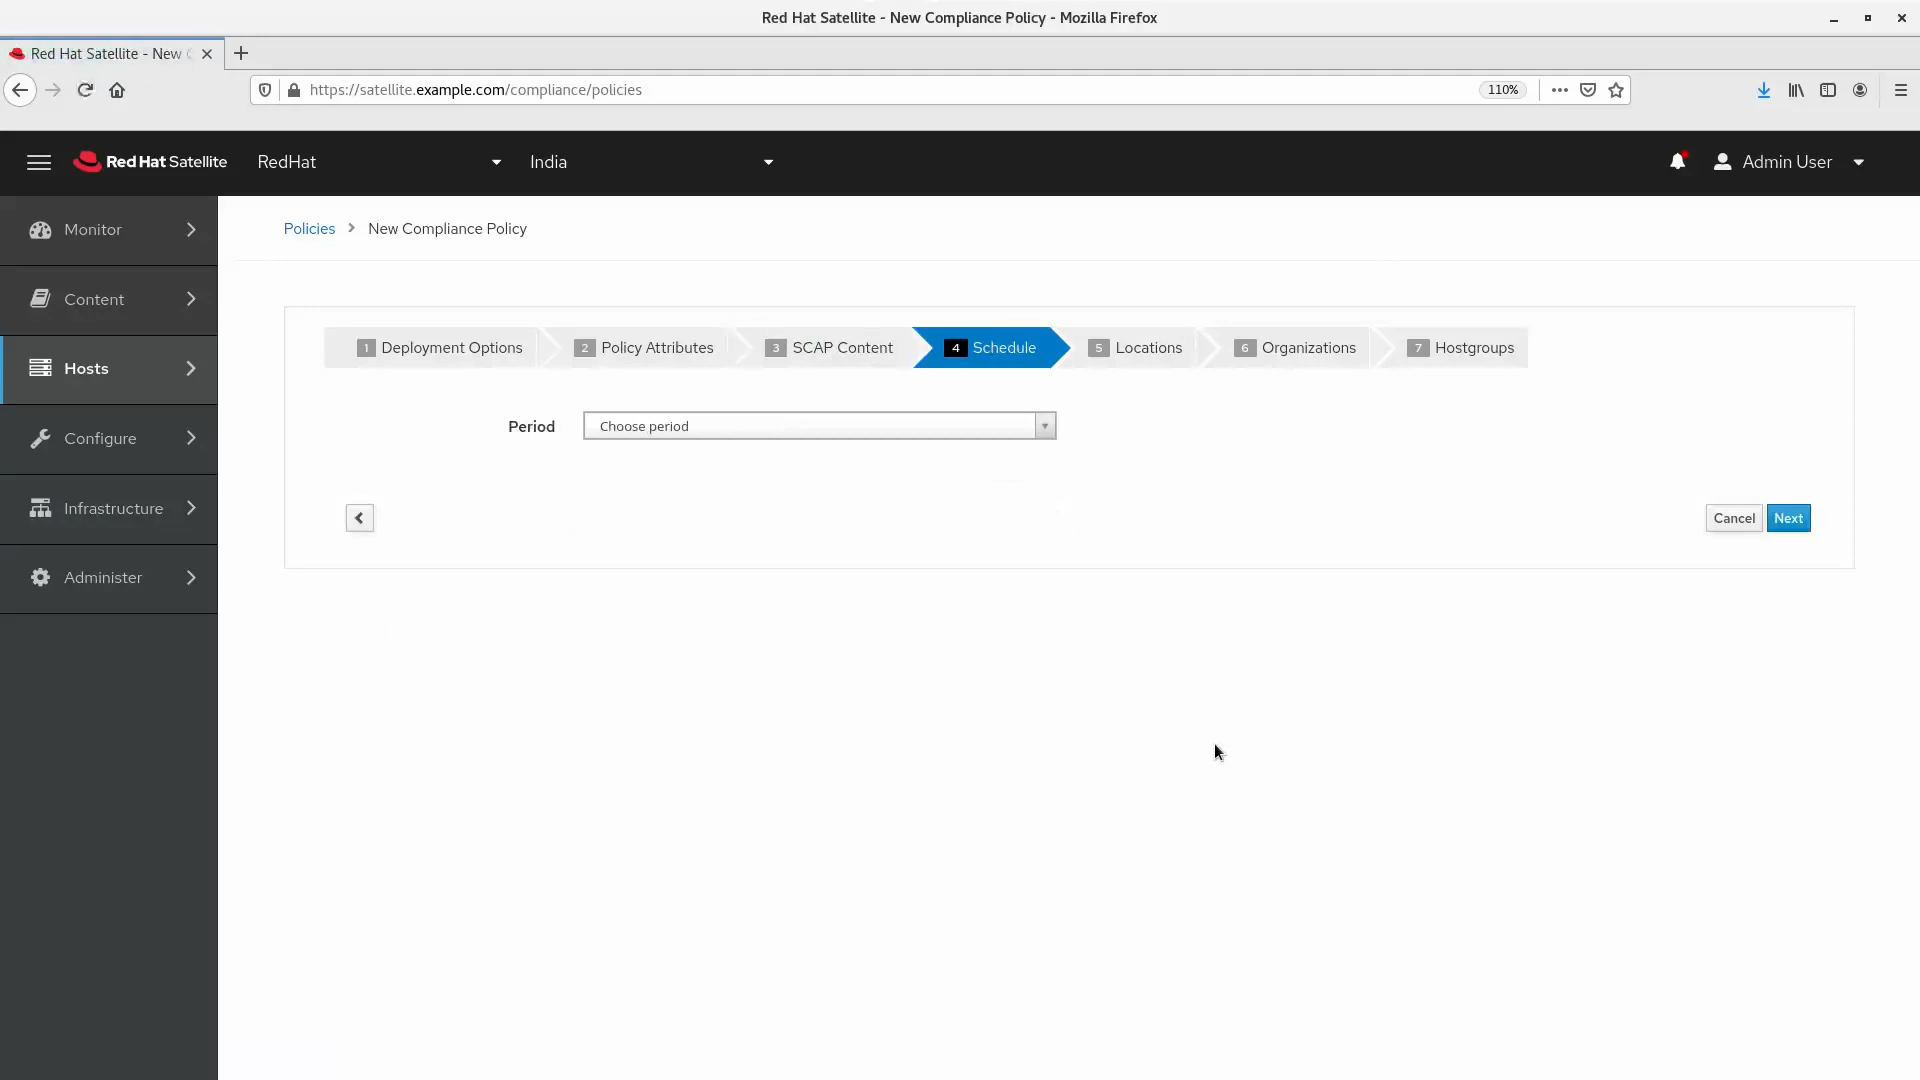 Red Hat Satellite - New Compliance Policy - Mozilla Firefox
Red Hat Satellite - New
https://satellite.example.com/compliance/policies
110%
Red Hat Satellite
RedHat
India
Admin User
Monitor
Content
Hosts
Configure
Infrastructure
Administer
Policies
New Compliance Policy
1 Deployment Options
2 Policy Attributes
3 SCAP Content
4 Schedule
5 Locations
6 Organizations
7 Hostgroups
Period
Choose period
Cancel
Next